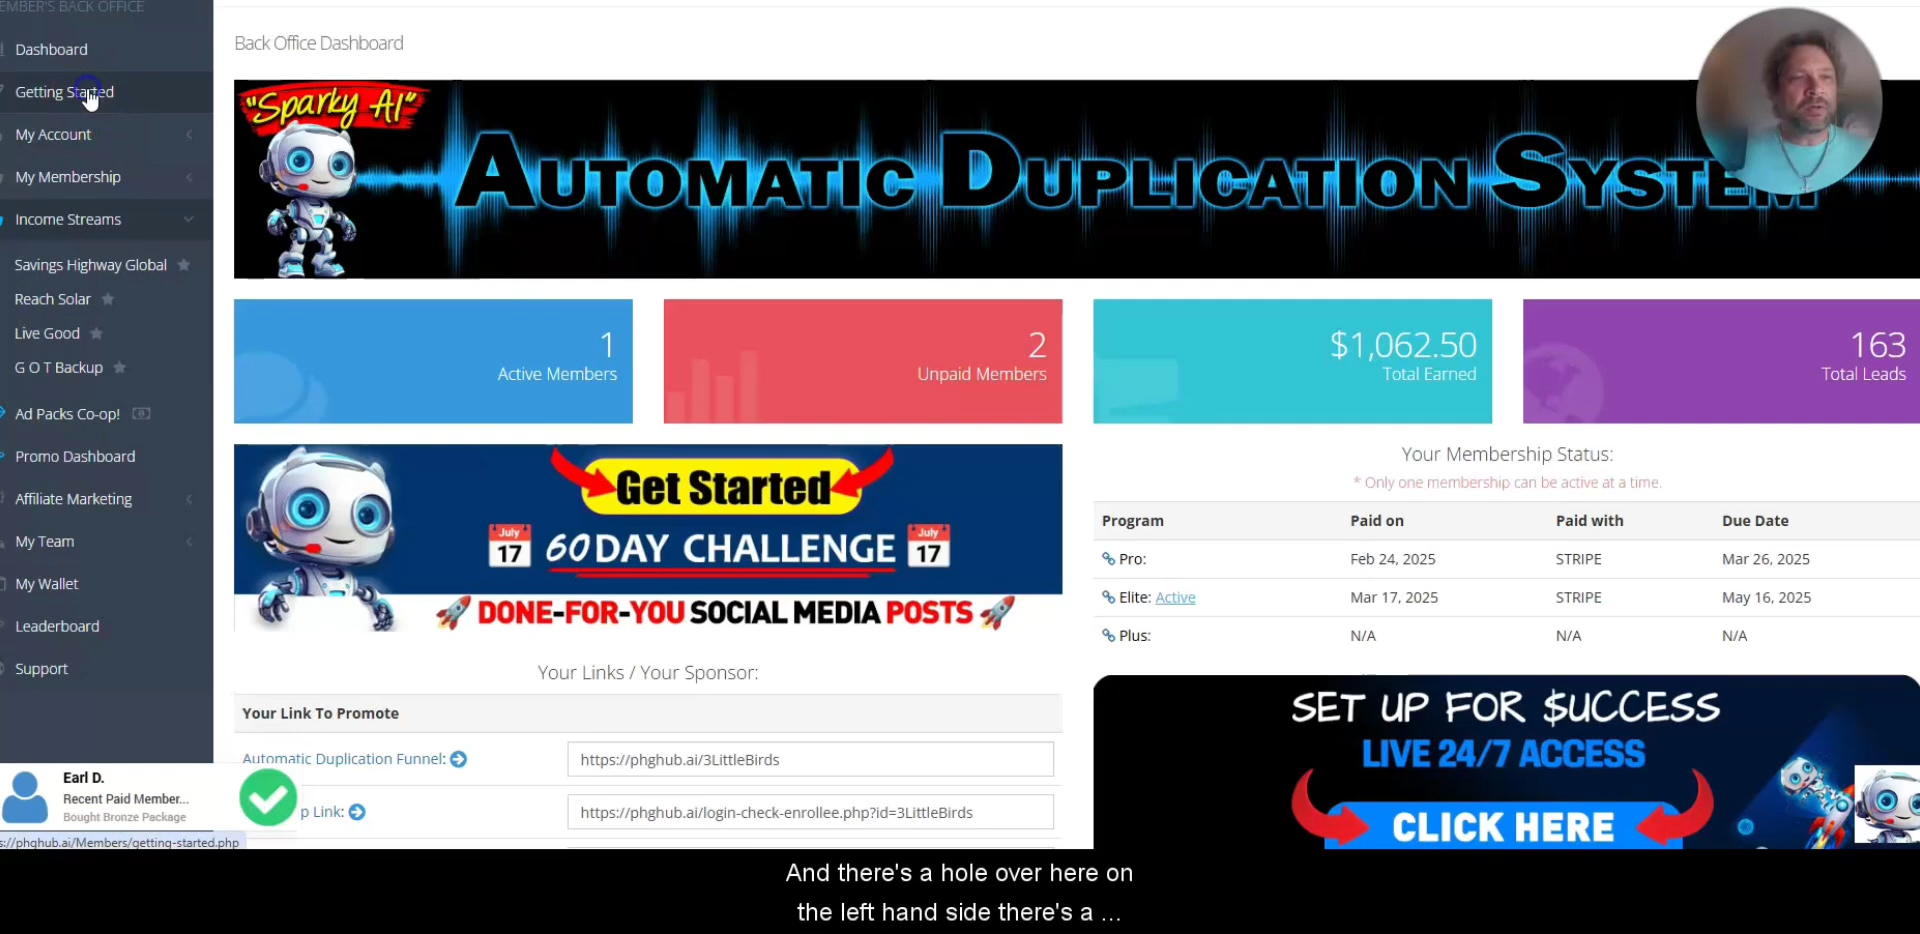 MEMBER'S BACK OFFICE
Dashboard
Getting Started
My Account
My Membership
Income Streams
Savings Highway Global
Reach Solar
Live Good
G O T Backup
Ad Packs Co-op!
Promo Dashboard
Affiliate Marketing
My Team
My Wallet
Leaderboard
Support
Earl D.
Recent Paid Member...
Bought Bronze Package
s://phghub.ai/Members/getting-started.php
Back Office Dashboard
"Sparky AI"
AUTOMATIC DUPLICATION SYSTEM
1
Active Members
2
Unpaid Members
$1,062.50
Total Earned
163
Total Leads
Get Started
July 17 60 DAY CHALLENGE July 17
DONE-FOR-YOU SOCIAL MEDIA POSTS
Your Links / Your Sponsor:
Your Link To Promote
Automatic Duplication Funnel: https://phghub.ai/3LittleBirds
p Link: https://phghub.ai/login-check-enrollee.php?id=3LittleBirds
Your Membership Status:
* Only one membership can be active at a time.
Program Paid on Paid with Due Date
Pro: Feb 24, 2025 STRIPE Mar 26, 2025
Elite: Active Mar 17, 2025 STRIPE May 16, 2025
Plus: N/A N/A N/A
SET UP FOR $UCCESS
LIVE 24/7 ACCESS
CLICK HERE
And there's a hole over here on
the left hand side there's a ...